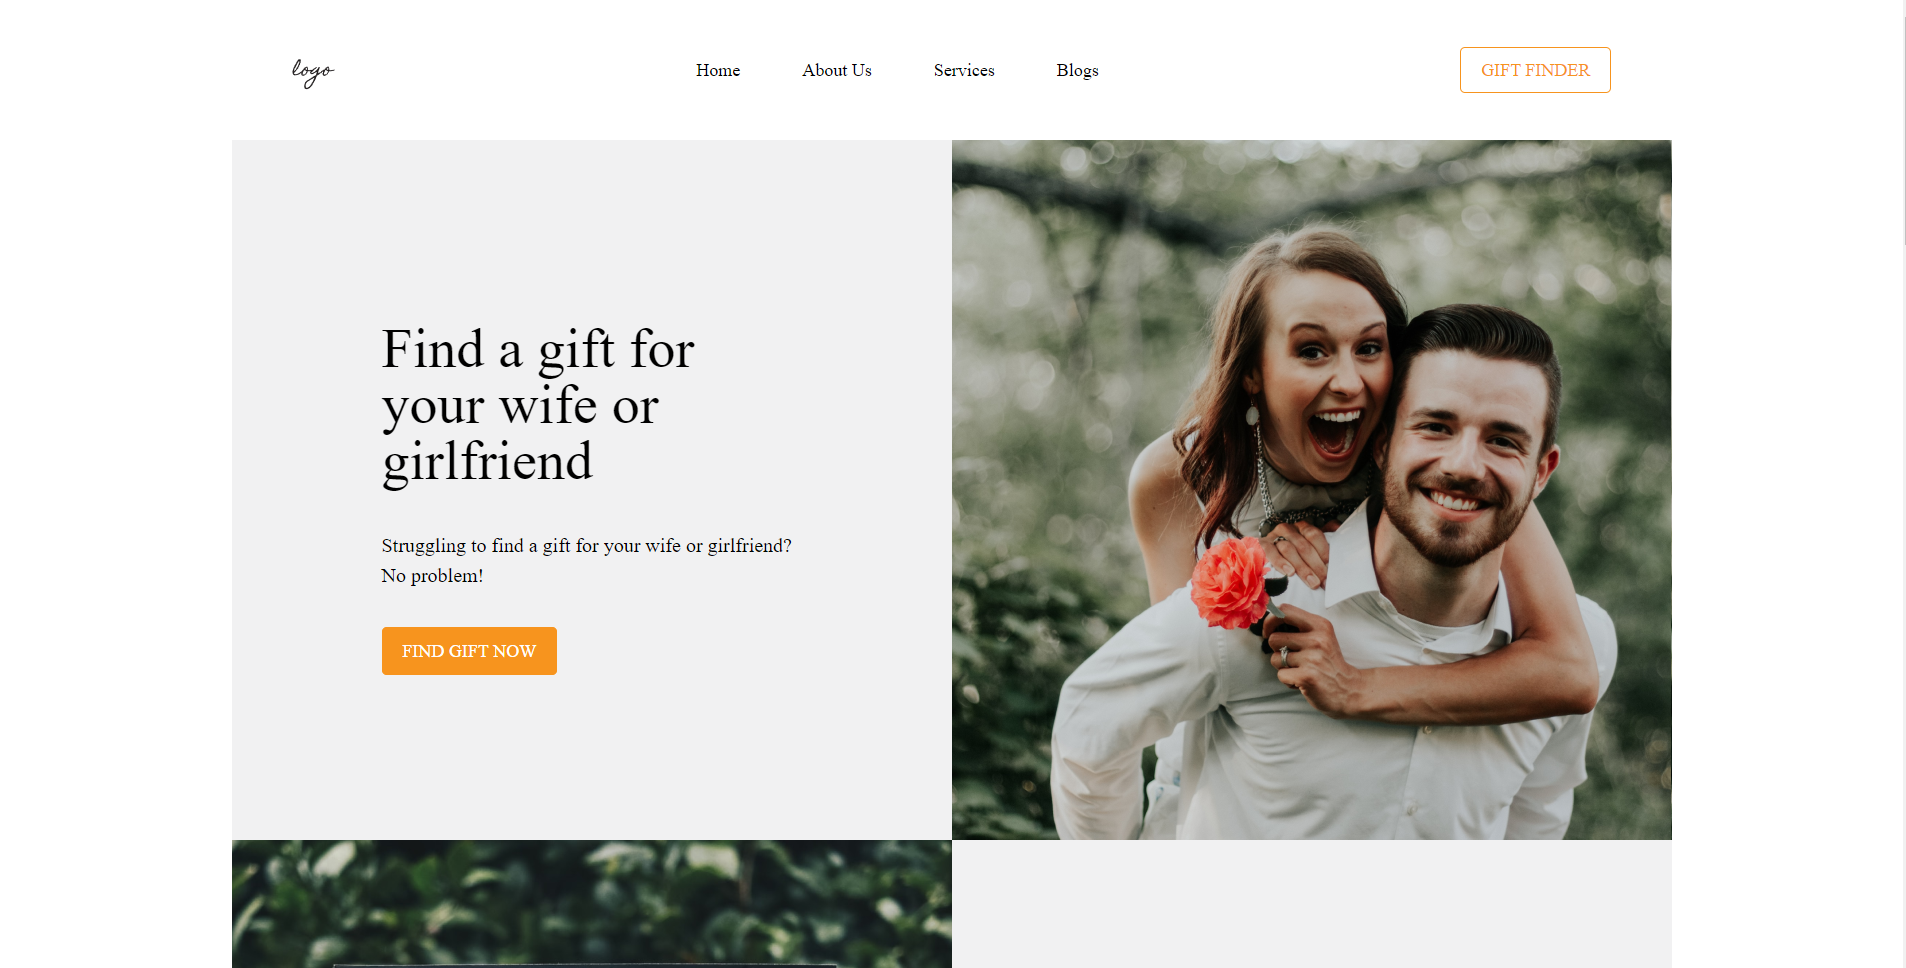 logo
Home
About Us
Services
Blogs
GIFT FINDER
Find a gift for
your wife or
girlfriend
Struggling to find a gift for your wife or girlfriend?
No problem!
FIND GIFT NOW